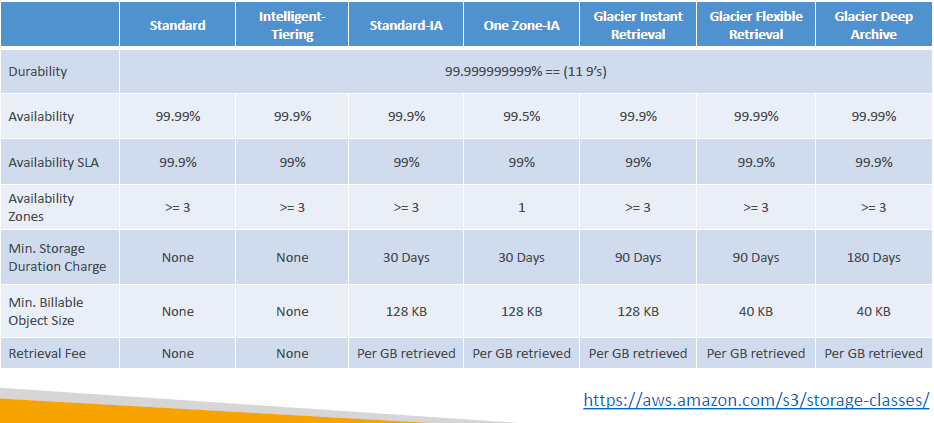 Standard Intelligent-Tiering Standard-IA One Zone-IA Glacier Instant Retrieval Glacier Flexible Retrieval Glacier Deep Archive
Durability 99.999999999% == (11 9’s)
Availability 99.99% 99.9% 99.9% 99.5% 99.9% 99.99% 99.99%
Availability SLA 99.9% 99% 99% 99% 99% 99.9% 99.9%
Availability Zones >= 3 >= 3 >= 3 1 >= 3 >= 3 >= 3
Min. Storage Duration Charge None None 30 Days 30 Days 90 Days 90 Days 180 Days
Min. Billable Object Size None None 128 KB 128 KB 128 KB 40 KB 40 KB
Retrieval Fee None None Per GB retrieved Per GB retrieved Per GB retrieved Per GB retrieved Per GB retrieved
https://aws.amazon.com/s3/storage-classes/